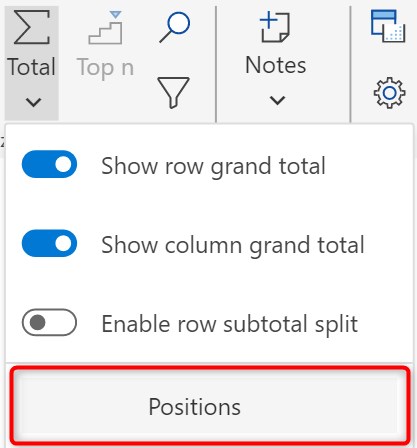 Total
Top n
Notes
Show row grand total
Show column grand total
Enable row subtotal split
Positions